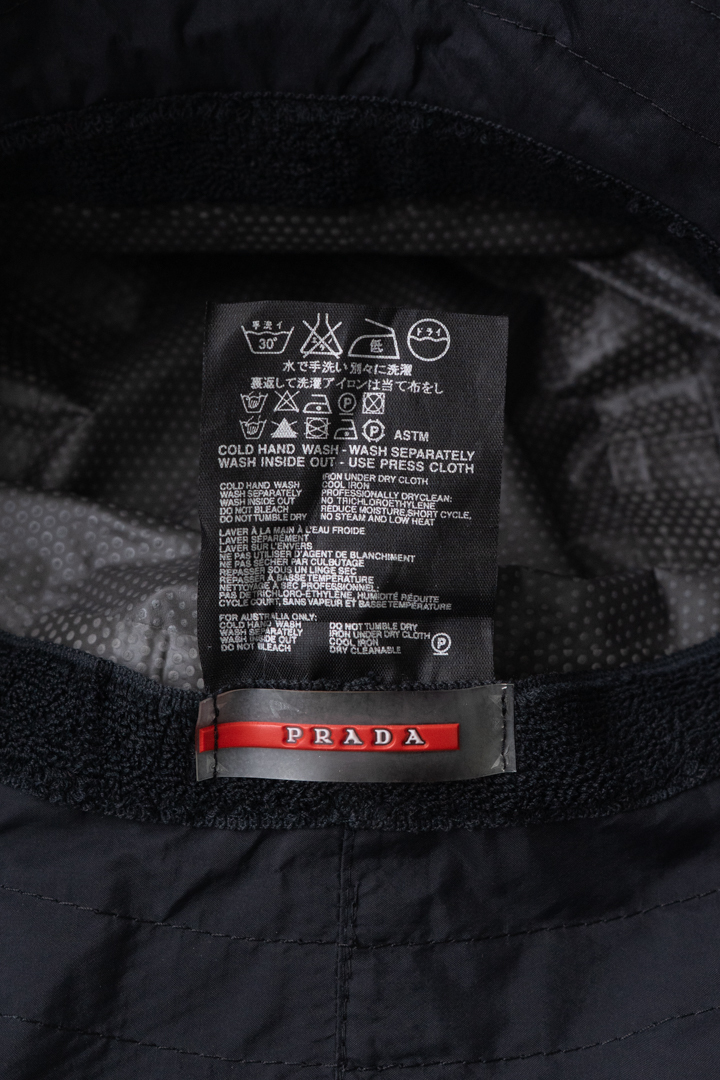 手洗イ 30° エンソ 低 ドライ
水で手洗い 別々に洗濯
裏返して洗濯アイロンは当て布をし
P
P ASTM
COLD HAND WASH - WASH SEPARATELY
WASH INSIDE OUT - USE PRESS CLOTH
COLD HAND WASH
WASH SEPARATELY
WASH INSIDE OUT
DO NOT BLEACH
DO NOT TUMBLE DRY
IRON UNDER DRY CLOTH
COOL IRON
PROFESSIONALLY DRYCLEAN:
NO TRICHLOROETHYLENE
REDUCE MOISTURE,SHORT CYCLE,
NO STEAM AND LOW HEAT
LAVER À LA MAIN À L'EAU FROIDE
LAVER SÉPARÉMENT
LAVER SUR L'ENVERS
NE PAS UTILISER D'AGENT DE BLANCHIMENT
NE PAS SÉCHER PAR CULBUTAGE
REPASSER SOUS UN LINGE SEC
REPASSER À BASSE TEMPÉRATURE
NETTOYAGE À SEC PROFESSIONNEL:
PAS DE TRICHLORO-ÉTHYLENE, HUMIDITÉ RÉDUITE
CYCLE COURT, SANS VAPEUR ET BASSE TEMPÉRATURE
FOR AUSTRALIA ONLY:
COLD HAND WASH
WASH SEPARATELY
WASH INSIDE OUT
DO NOT BLEACH
DO NOT TUMBLE DRY
IRON UNDER DRY CLOTH
COOL IRON
DRY CLEANABLE
P
PRADA